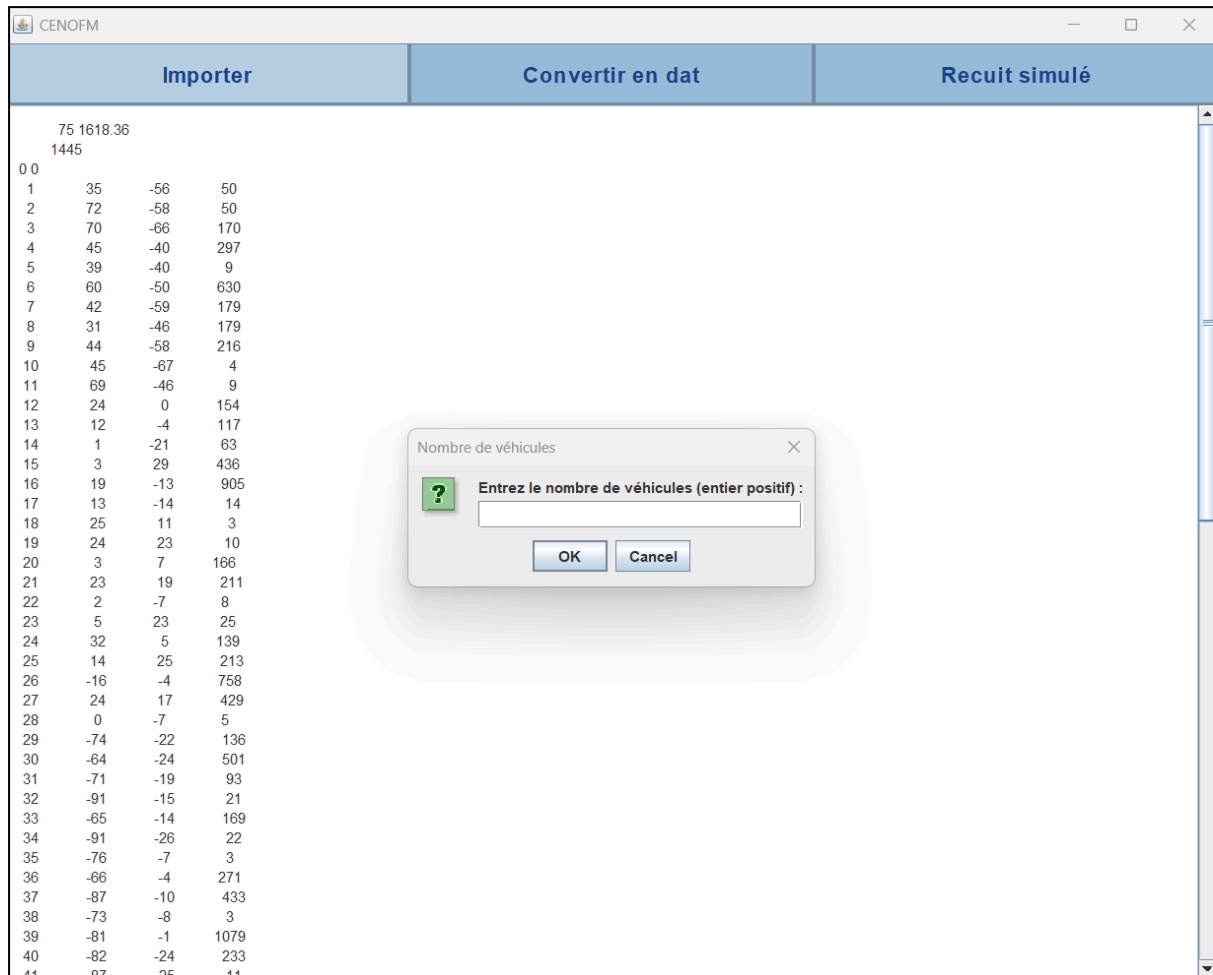 CENOFM
Importer Convertir en dat Recuit simulé
75 1618.36
1445
0 0
1 35 -56 50
2 72 -58 50
3 70 -66 170
4 45 -40 297
5 39 -40 9
6 60 -50 630
7 42 -59 179
8 31 -46 179
9 44 -58 216
10 45 -67 4
11 69 -46 9
12 24 0 154
13 12 -4 117
14 1 -21 63
15 3 29 436
16 19 -13 905
17 13 -14 14
18 25 11 3
19 24 23 10
20 3 7 166
21 23 19 211
22 2 -7 8
23 5 23 25
24 32 5 139
25 14 25 213
26 -16 -4 758
27 24 17 429
28 0 -7 5
29 -74 -22 136
30 -64 -24 501
31 -71 -19 93
32 -91 -15 21
33 -65 -14 169
34 -91 -26 22
35 -76 -7 3
36 -66 -4 271
37 -87 -10 433
38 -73 -8 3
39 -81 -1 1079
40 -82 -24 233
41 -87 -25 11
Nombre de véhicules
Entrez le nombre de véhicules (entier positif) :
OK Cancel